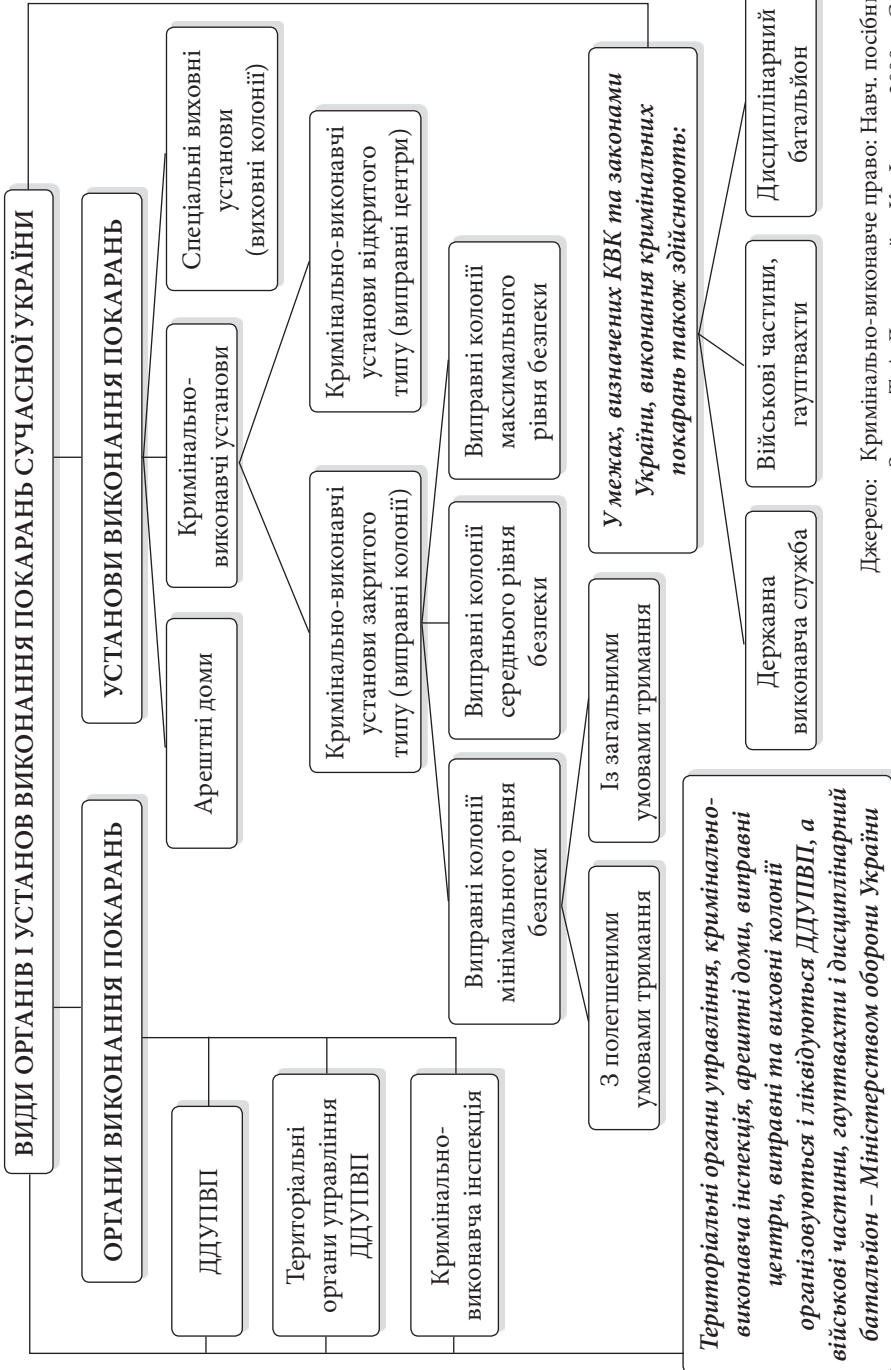 ВИДИ ОРГАНІВ І УСТАНОВ ВИКОНАННЯ ПОКАРАНЬ СУЧАСНОЇ УКРАЇНИ
ОРГАНИ ВИКОНАННЯ ПОКАРАНЬ
ДДУПВП
Територіальні
органи управління
ДДУПВП
Кримінально-
виконавча інспекція
УСТАНОВИ ВИКОНАННЯ ПОКАРАНЬ
Арештні доми
Кримінально-
виконавчі установи
Спеціальні виховні
установи
(виховні колонії)
Кримінально-виконавчі
установи закритого
типу (виправні колонії)
Кримінально-виконавчі
установи відкритого
типу (виправні центри)
Виправні колонії
мінімального рівня
безпеки
Виправні колонії
середнього рівня
безпеки
Виправні колонії
максимального
рівня безпеки
З полегшеними
умовами тримання
Із загальними
умовами тримання
У межах, визначених КВК та законами
України, виконання кримінальних
покарань також здійснюють:
Державна
виконавча служба
Військові частини,
гауптвахти
Дисциплінарний
батальйон
Територіальні органи управління, кримінально-
виконавча інспекція, арештні доми, виправні
центри, виправні та виховні колонії
організовуються і ліквідуються ДДУПВП, а
військові частини, гауптвахти і дисциплінарний
батальйон – Міністерством оборони України
Джерело: Кримінально-виконавче право: Навч. посібни